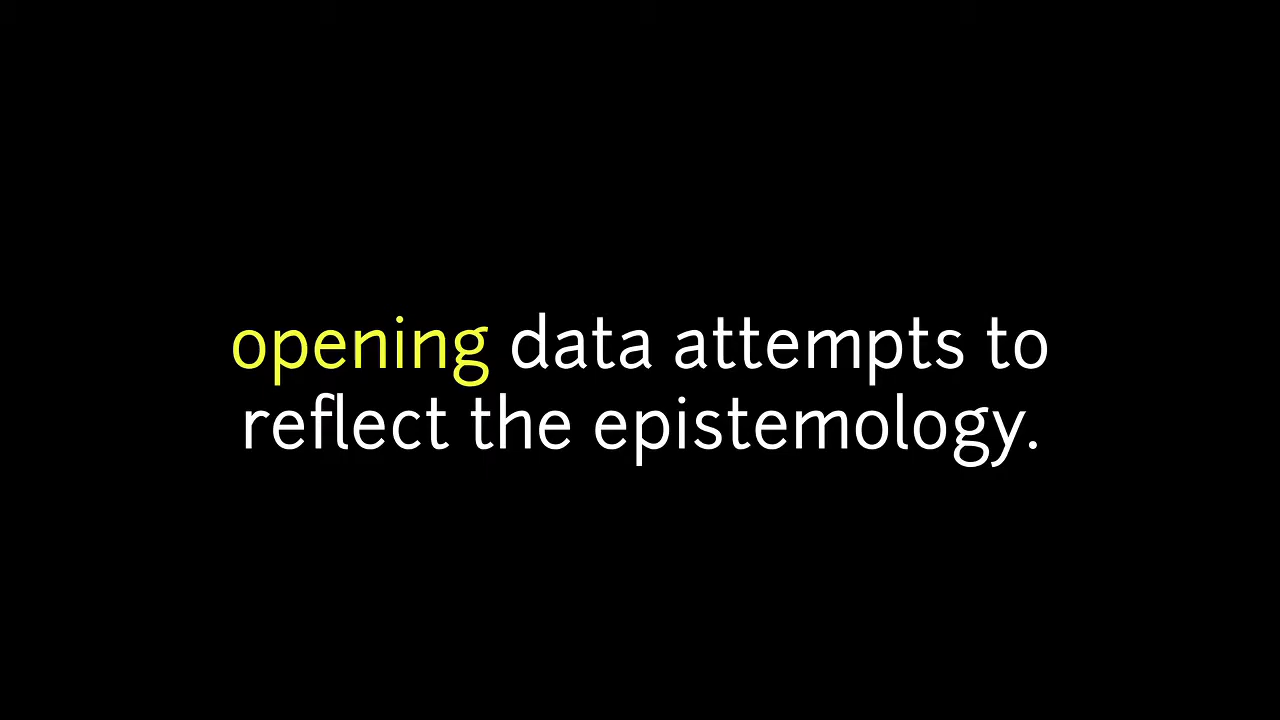 opening data attempts to
reflect the epistemology.